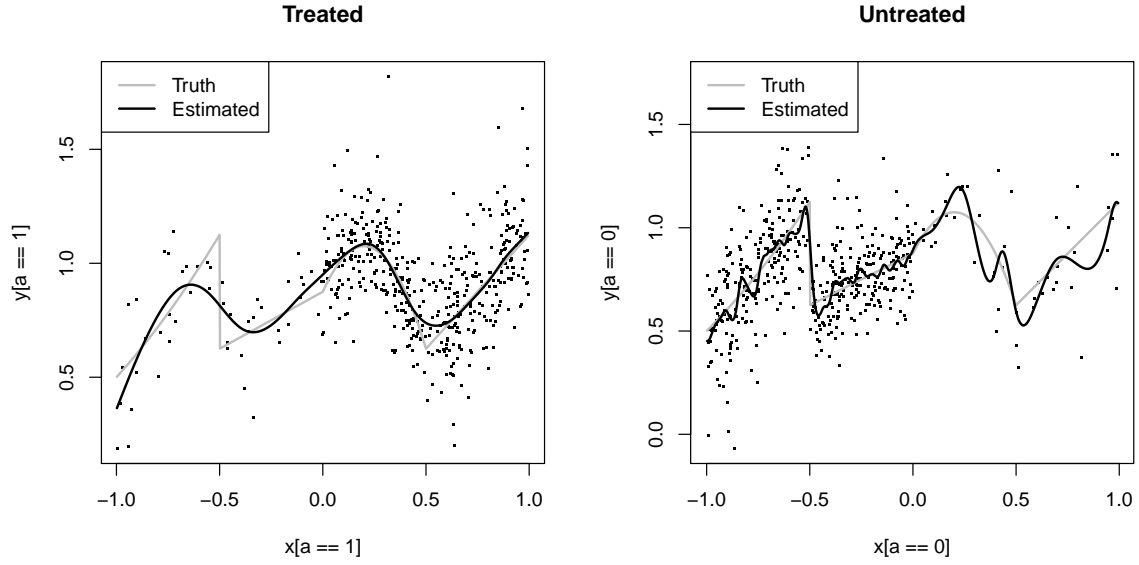 Treated
Truth
Estimated
y[a == 1]
0.5
1.0
1.5
−1.0 −0.5 0.0 0.5 1.0
x[a == 1]
Untreated
Truth
Estimated
y[a == 0]
0.0
0.5
1.0
1.5
−1.0 −0.5 0.0 0.5 1.0
x[a == 0]